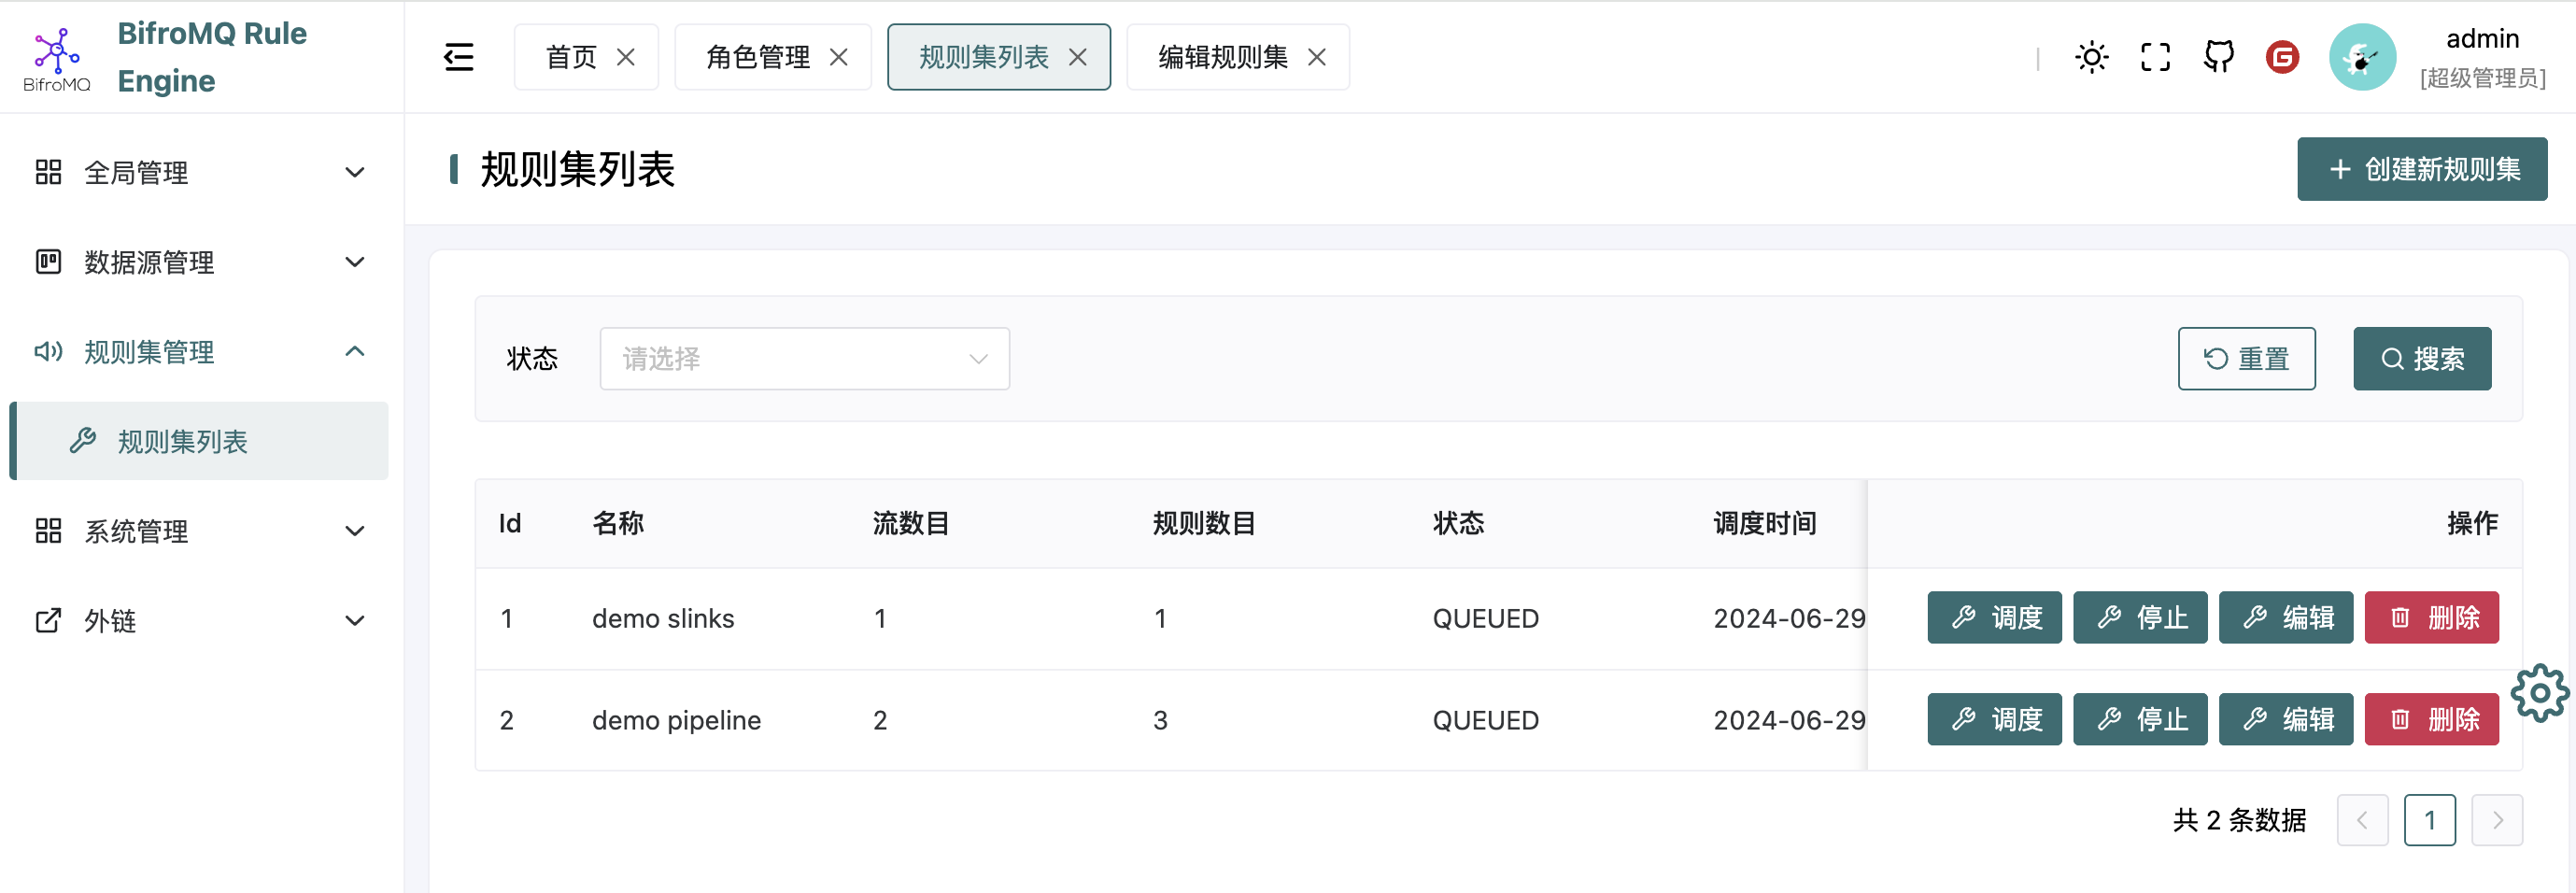 BifroMQ
BifroMQ Rule
Engine
首页
角色管理
规则集列表
编辑规则集
admin
[超级管理员]
全局管理
数据源管理
规则集管理
规则集列表
系统管理
外链
规则集列表
创建新规则集
状态
请选择
重置
搜索
Id 名称 流数目 规则数目 状态 调度时间 操作
1 demo slinks 1 1 QUEUED 2024-06-29 调度 停止 编辑 删除
2 demo pipeline 2 3 QUEUED 2024-06-29 调度 停止 编辑 删除
共 2 条数据
1